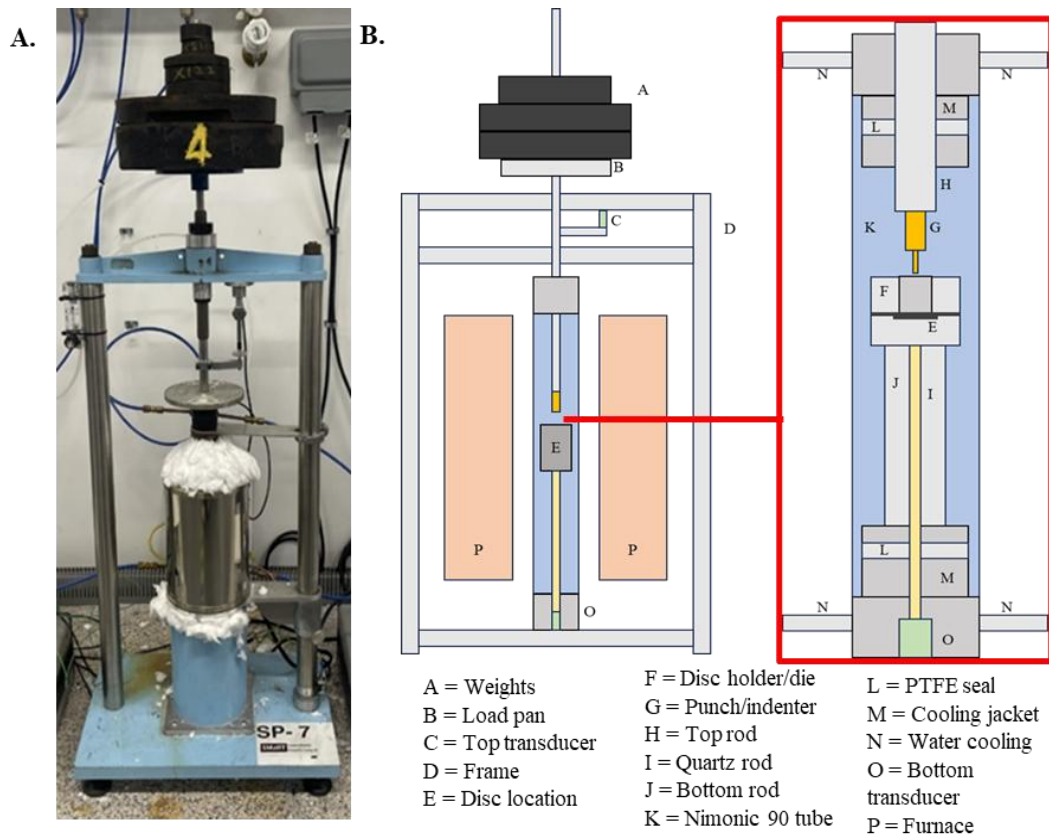 A.
B.
4
SP-7
A
B
C
D
E
P
P
O
N
N
M
L
H
K
G
F
E
J
I
L
M
N
N
O
A = Weights
B = Load pan
C = Top transducer
D = Frame
E = Disc location
F = Disc holder/die
G = Punch/indenter
H = Top rod
I = Quartz rod
J = Bottom rod
K = Nimonic 90 tube
L = PTFE seal
M = Cooling jacket
N = Water cooling
O = Bottom
transducer
P = Furnace